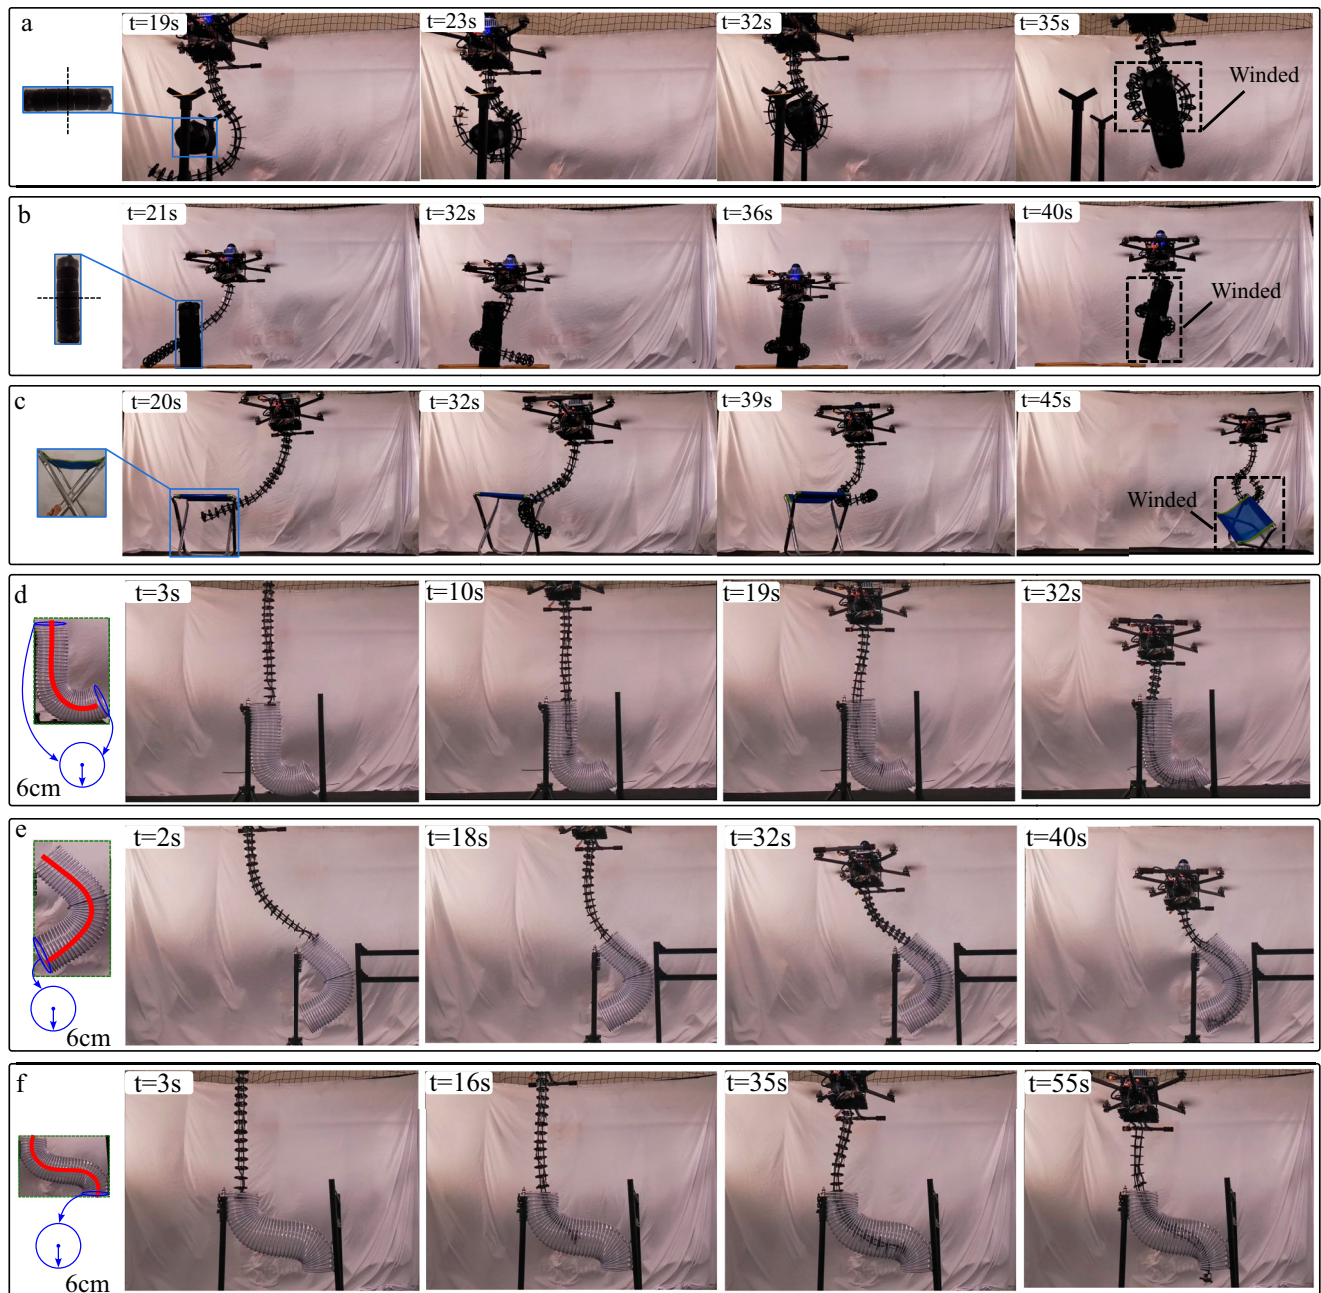 a
t=19s
t=23s
t=32s
t=35s
Winded
b
t=21s
t=32s
t=36s
t=40s
Winded
c
t=20s
t=32s
t=39s
t=45s
Winded
d
t=3s
t=10s
t=19s
t=32s
6cm
e
t=2s
t=18s
t=32s
t=40s
6cm
f
t=3s
t=16s
t=35s
t=55s
6cm